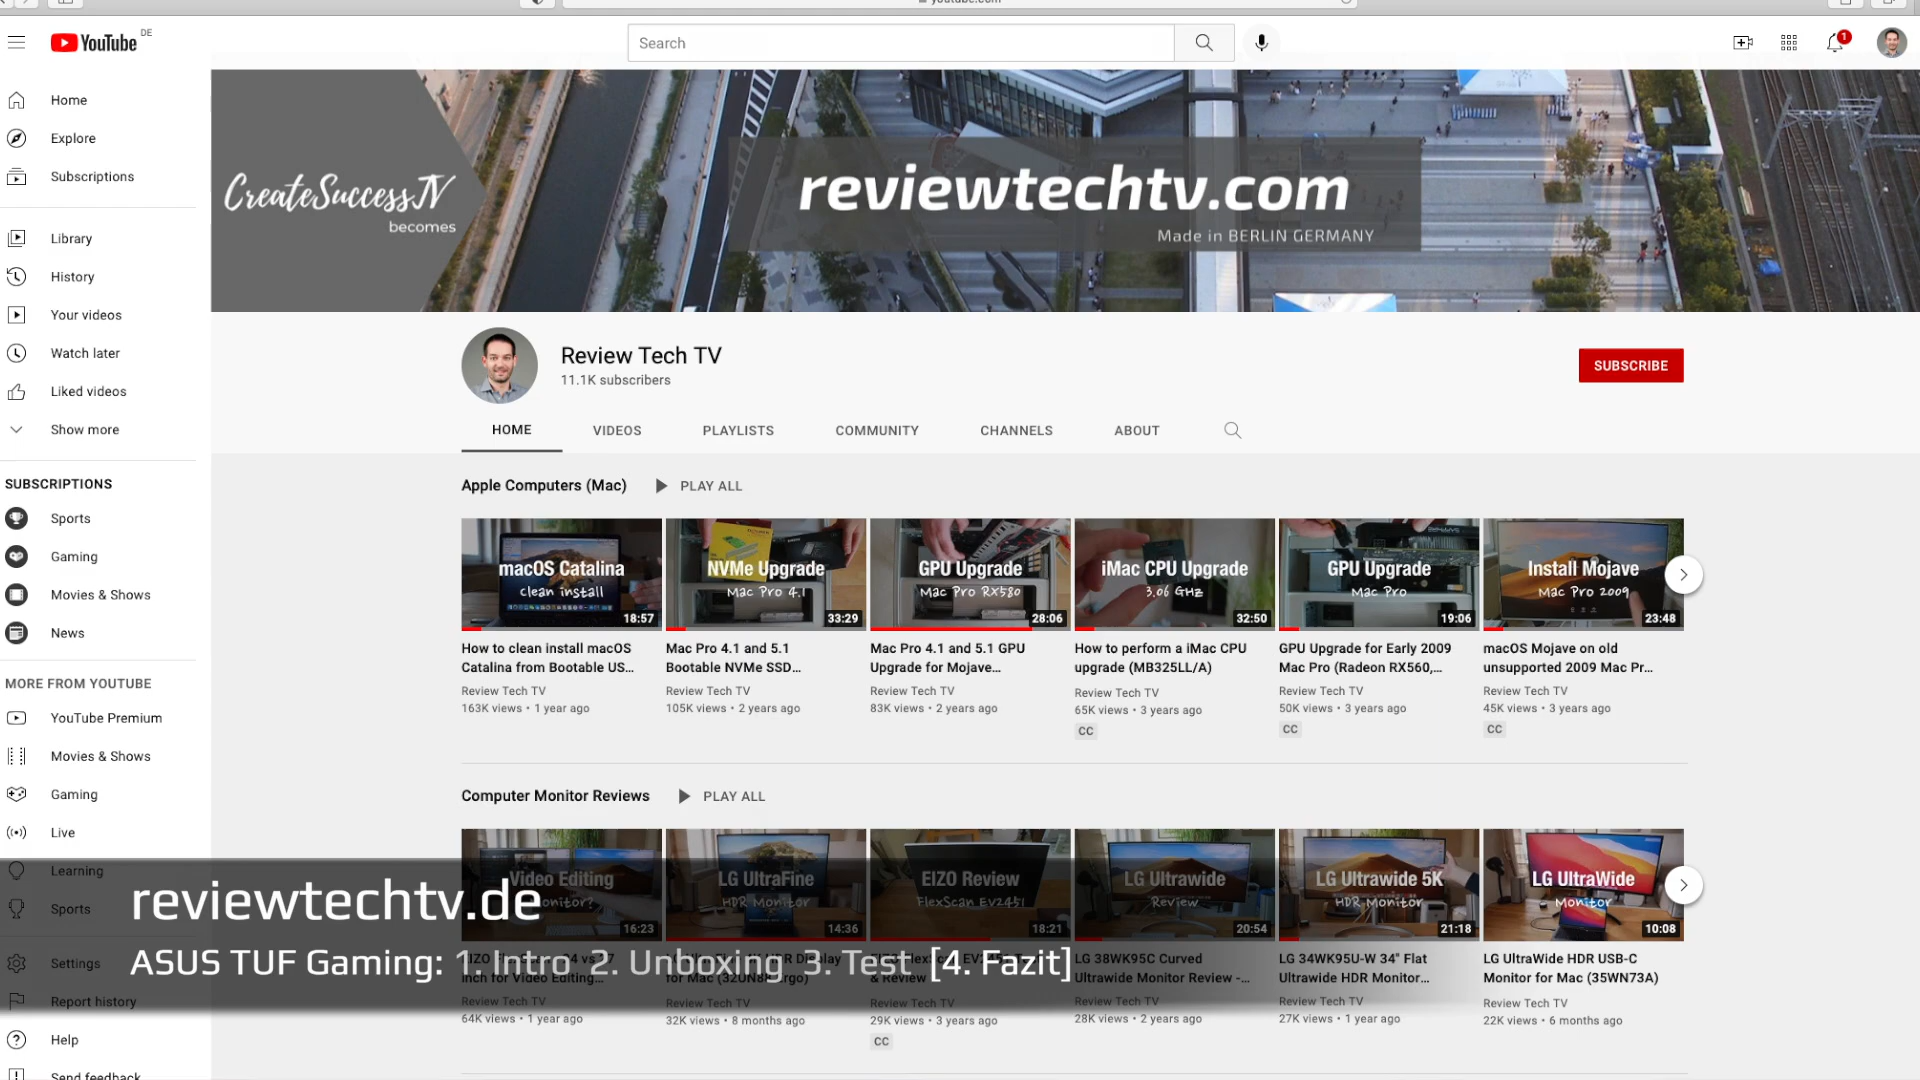 youtube.com
YouTube DE
Search
1
Home
Explore
Subscriptions
Library
History
Your videos
Watch later
Liked videos
Show more
SUBSCRIPTIONS
Sports
Gaming
Movies & Shows
News
MORE FROM YOUTUBE
YouTube Premium
Movies & Shows
Gaming
Live
Learning
Sports
Settings
Report history
Help
Send feedback
CreateSuccess.TV
becomes
reviewtechtv.com
Made in BERLIN GERMANY
Review Tech TV
11.1K subscribers
SUBSCRIBE
HOME VIDEOS PLAYLISTS COMMUNITY CHANNELS ABOUT
Apple Computers (Mac) PLAY ALL
macOS Catalina
clean install
18:57
How to clean install macOS
Catalina from Bootable US...
Review Tech TV
163K views • 1 year ago
NVMe Upgrade
Mac Pro 4.1
33:29
Mac Pro 4.1 and 5.1
Bootable NVMe SSD...
Review Tech TV
105K views • 2 years ago
GPU Upgrade
Mac Pro RX580
28:06
Mac Pro 4.1 and 5.1 GPU
Upgrade for Mojave...
Review Tech TV
83K views • 2 years ago
iMac CPU Upgrade
3.06 GHz
32:50
How to perform a iMac CPU
upgrade (MB325LL/A)
Review Tech TV
65K views • 3 years ago
CC
GPU Upgrade
Mac Pro
19:06
GPU Upgrade for Early 2009
Mac Pro (Radeon RX560,...
Review Tech TV
50K views • 3 years ago
CC
Install Mojave
Mac Pro 2009
23:48
macOS Mojave on old
unsupported 2009 Mac Pr...
Review Tech TV
45K views • 3 years ago
CC
Computer Monitor Reviews PLAY ALL
Video Editing
Monitor?
16:23
inch for Video Editing...
Review Tech TV
64K views • 1 year ago
LG UltraFine
HDR Monitor
14:36
Display
for Mac (32UN88
Review Tech TV
32K views • 8 months ago
EIZO Review
FlexScan EV2451
18:21
& Review
Review Tech TV
29K views • 3 years ago
CC
LG Ultrawide
Review
20:54
LG 38WK95C Curved
Ultrawide Monitor Review -...
Review Tech TV
28K views • 2 years ago
LG Ultrawide 5K
HDR Monitor
21:18
LG 34WK95U-W 34" Flat
Ultrawide HDR Monitor...
Review Tech TV
27K views • 1 year ago
LG UltraWide
Monitor
10:08
LG UltraWide HDR USB-C
Monitor for Mac (35WN73A)
Review Tech TV
22K views • 6 months ago
reviewtechtv.de
ASUS TUF Gaming: 1. Intro 2. Unboxing 3. Test [4. Fazit]